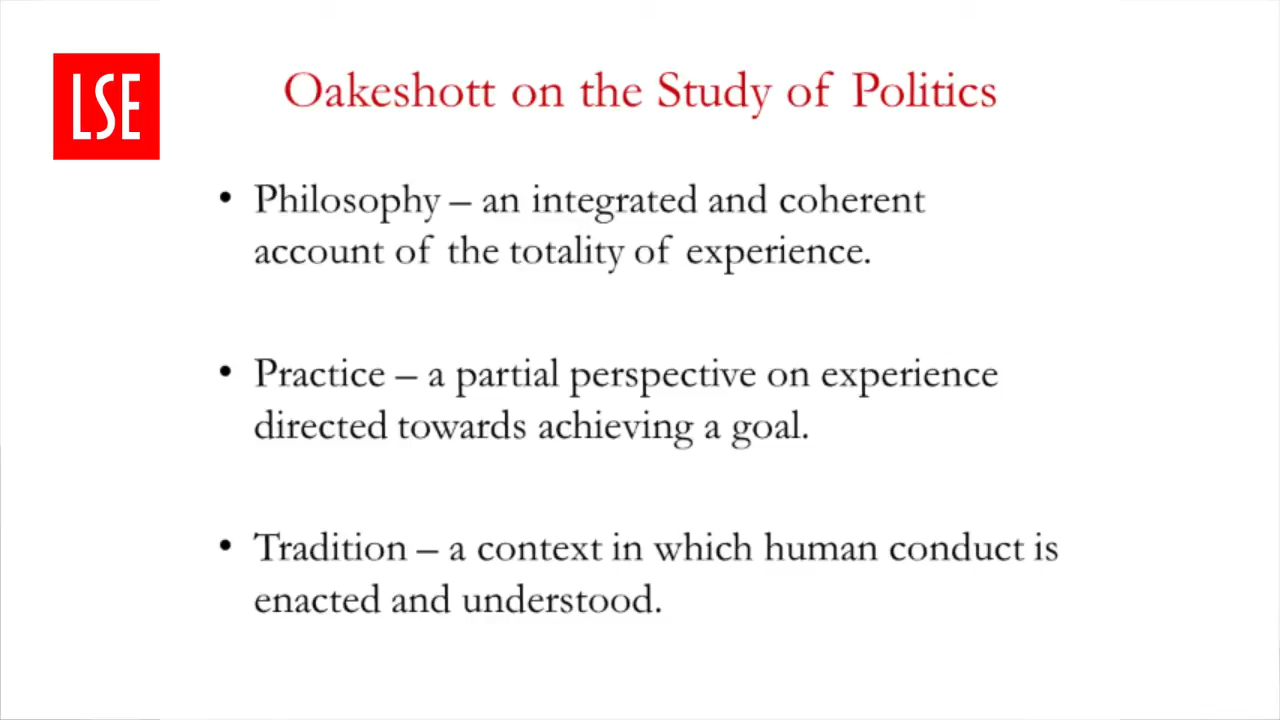 LSE
Oakeshott on the Study of Politics
• Philosophy – an integrated and coherent
account of the totality of experience.
• Practice – a partial perspective on experience
directed towards achieving a goal.
• Tradition – a context in which human conduct is
enacted and understood.